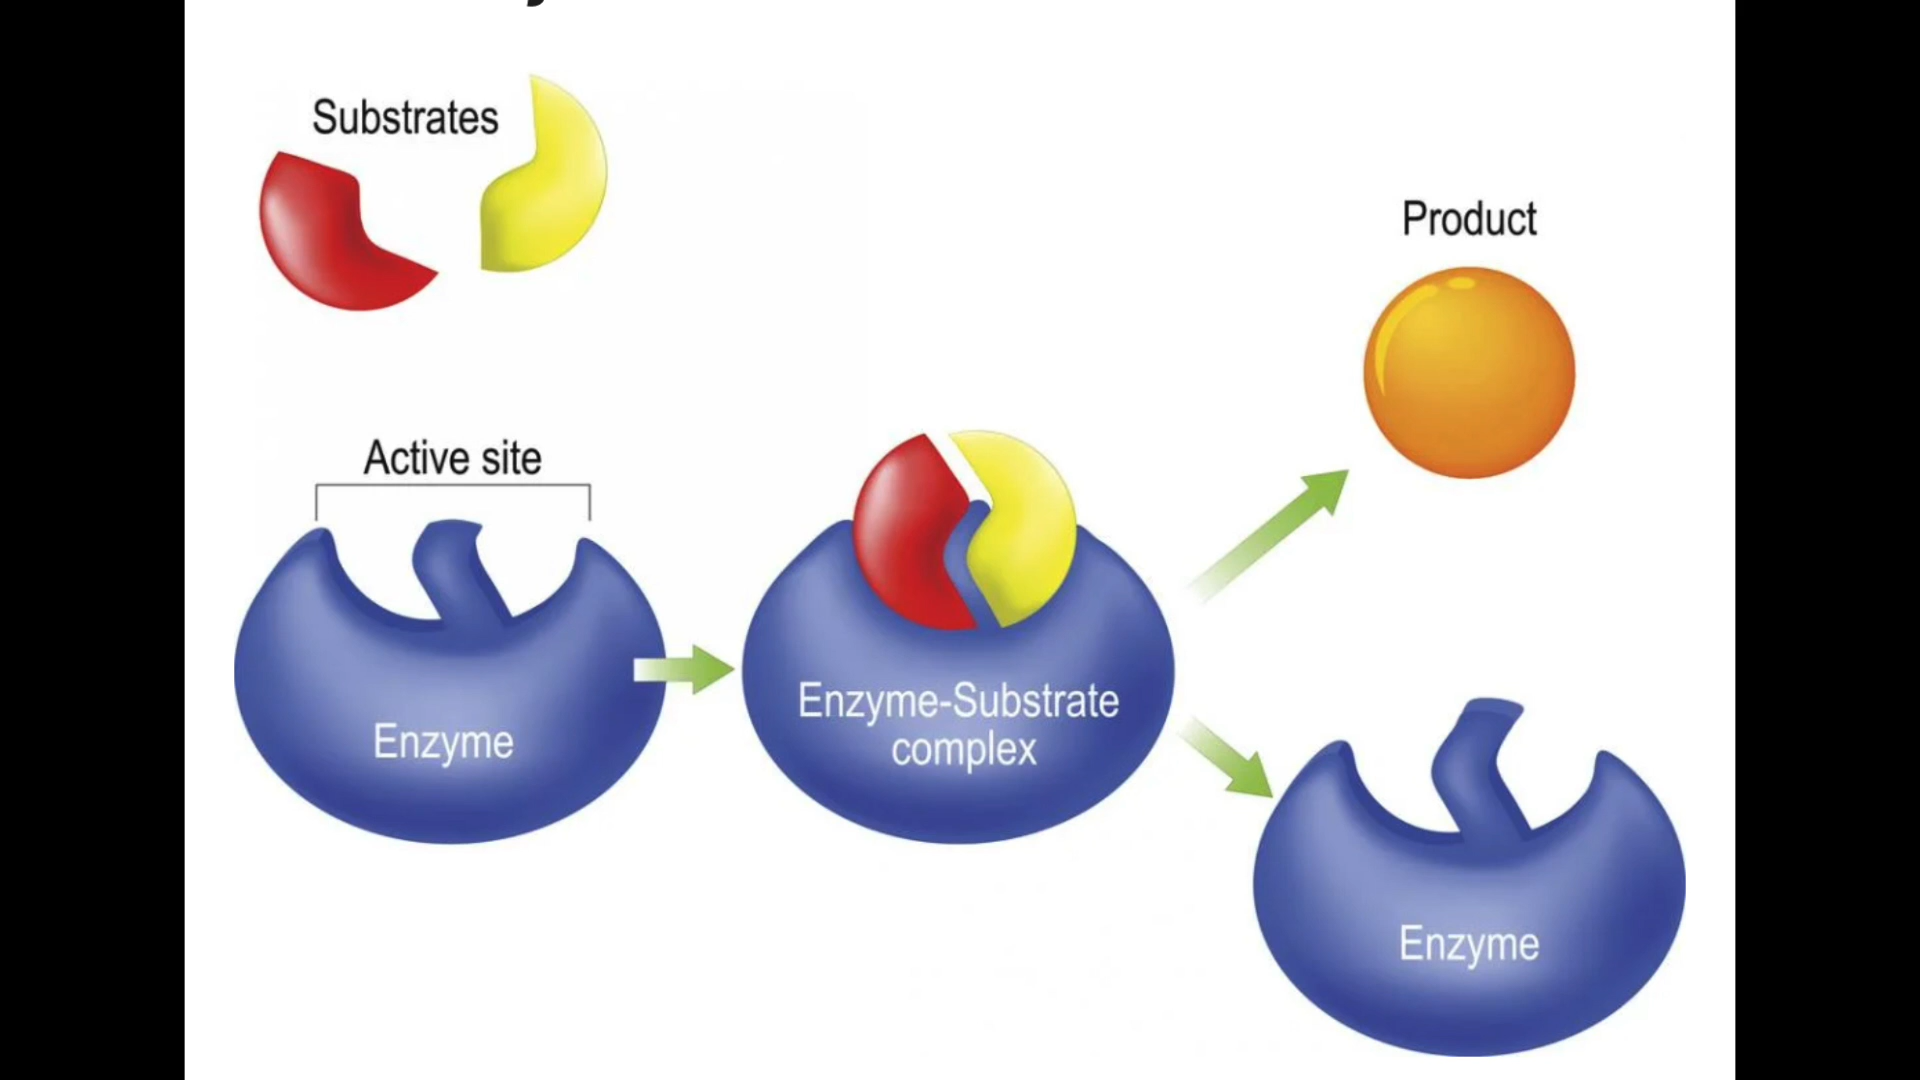 Substrates
Product
Active site
Enzyme
Enzyme-Substrate
complex
Enzyme